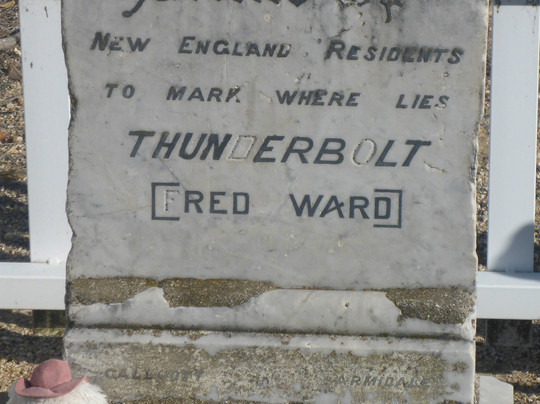 NEW ENGLAND RESIDENTS
TO MARK WHERE LIES
THUNDERBOLT
[FRED WARD]
ARMIDALE